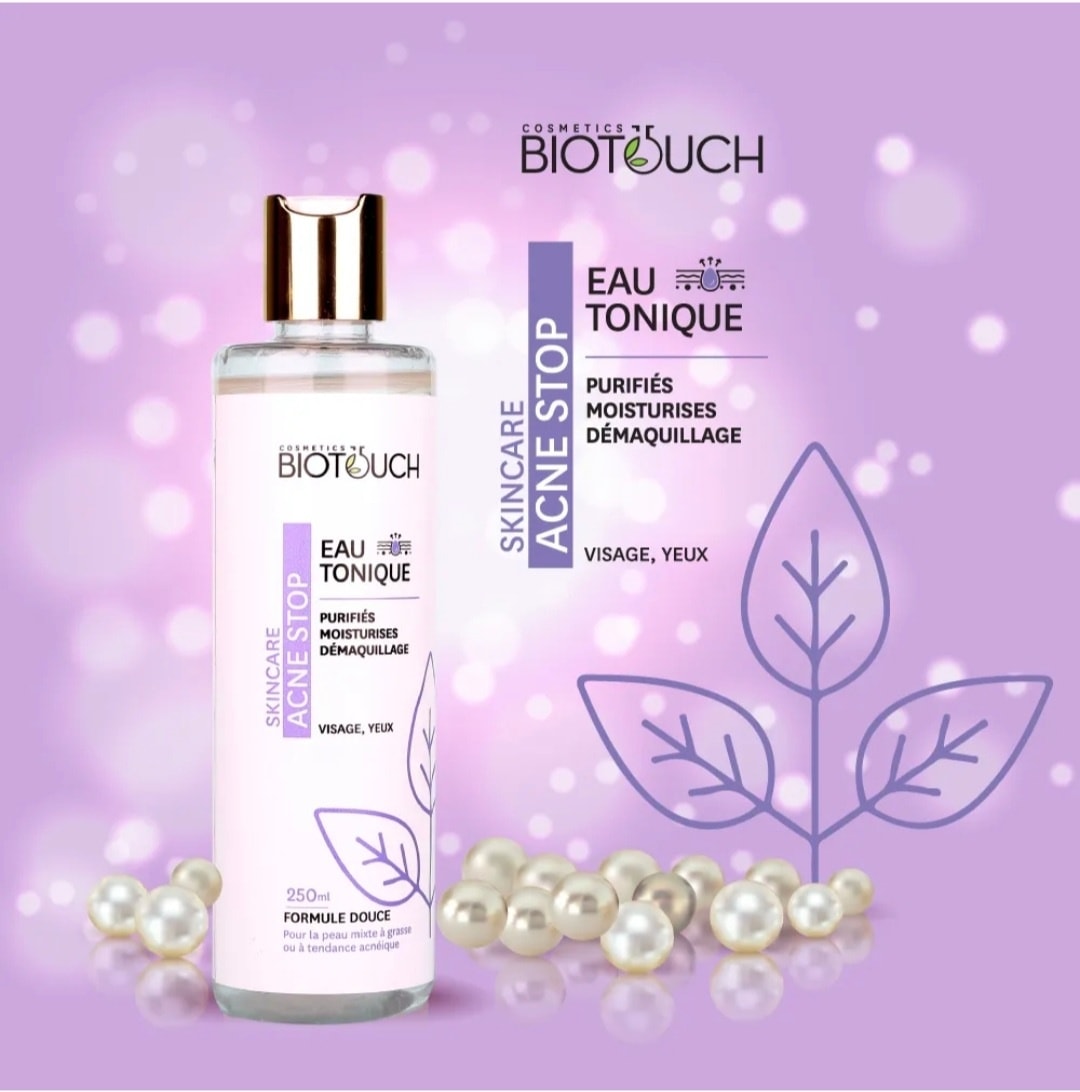 COSMETICS
BIOTOUCH
EAU
TONIQUE
PURIFIÉS
MOISTURISES
DÉMAQUILLAGE
SKINCARE
ACNE STOP
VISAGE, YEUX
COSMETICS
BIOTOUCH
EAU
TONIQUE
PURIFIÉS
MOISTURISES
DÉMAQUILLAGE
SKINCARE
ACNE STOP
VISAGE, YEUX
250ml
FORMULE DOUCE
Pour la peau mixte à grasse
ou à tendance acnéique